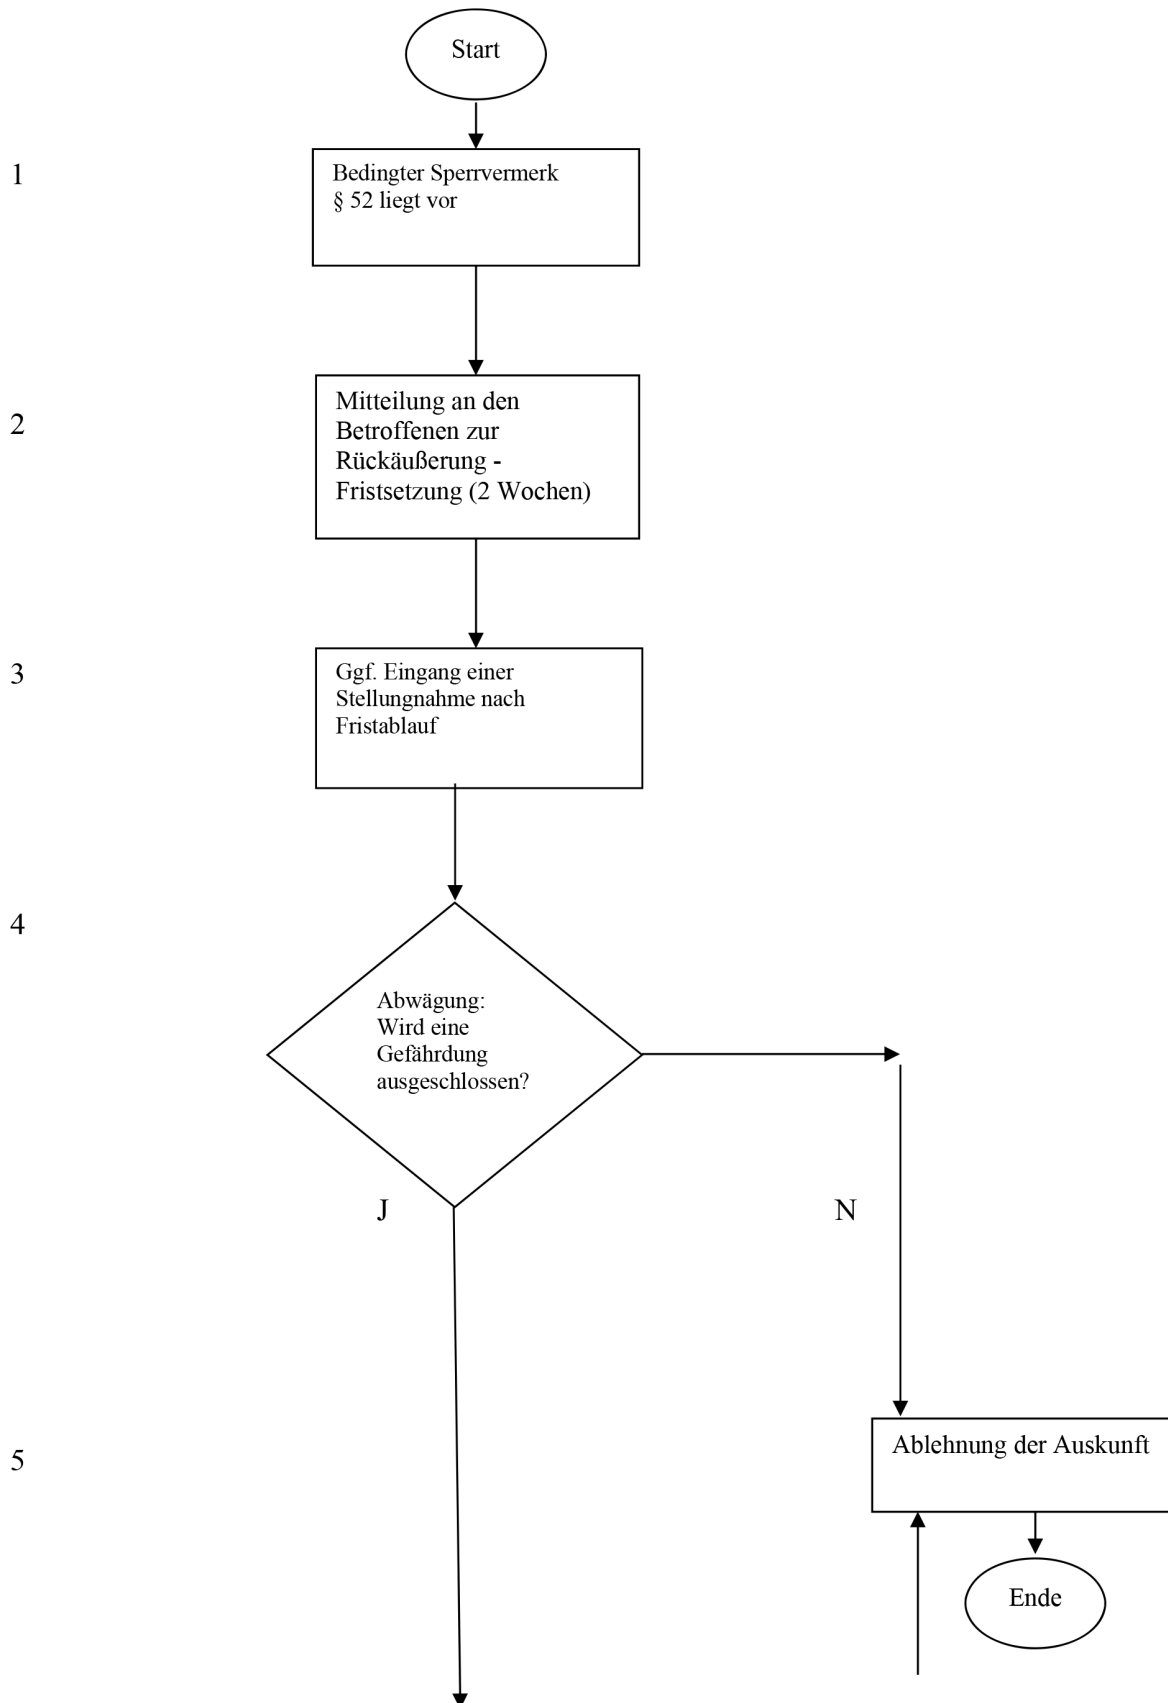 Start
1
Bedingter Sperrvermerk
§ 52 liegt vor
2
Mitteilung an den
Betroffenen zur
Rückäußerung -
Fristsetzung (2 Wochen)
3
Ggf. Eingang einer
Stellungnahme nach
Fristablauf
4
Abwägung:
Wird eine
Gefährdung
ausgeschlossen?
J
N
5
Ablehnung der Auskunft
Ende